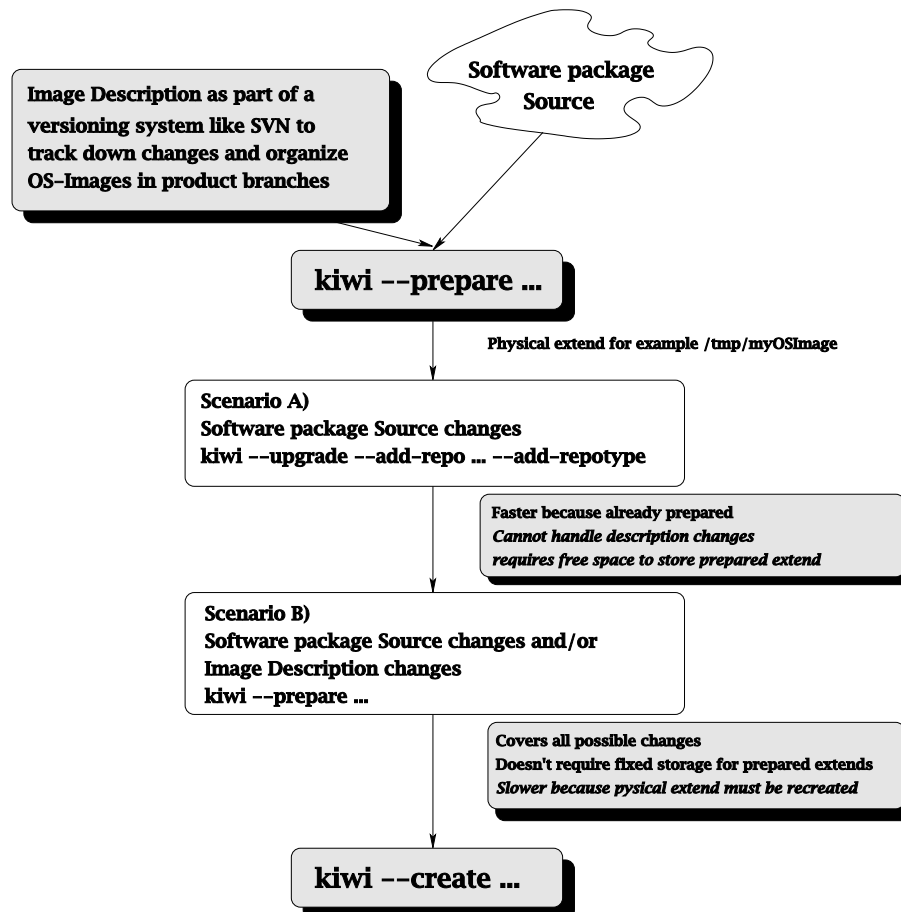 Software package
Source
Image Description as part of a
versioning system like SVN to
track down changes and organize
OS-Images in product branches
kiwi --prepare ...
Physical extend for example /tmp/myOSImage
Scenario A)
Software package Source changes
kiwi --upgrade --add-repo ... --add-repotype
Faster because already prepared
Cannot handle description changes
requires free space to store prepared extend
Scenario B)
Software package Source changes and/or
Image Description changes
kiwi --prepare ...
Covers all possible changes
Doesn't require fixed storage for prepared extends
Slower because pysical extend must be recreated
kiwi --create ...